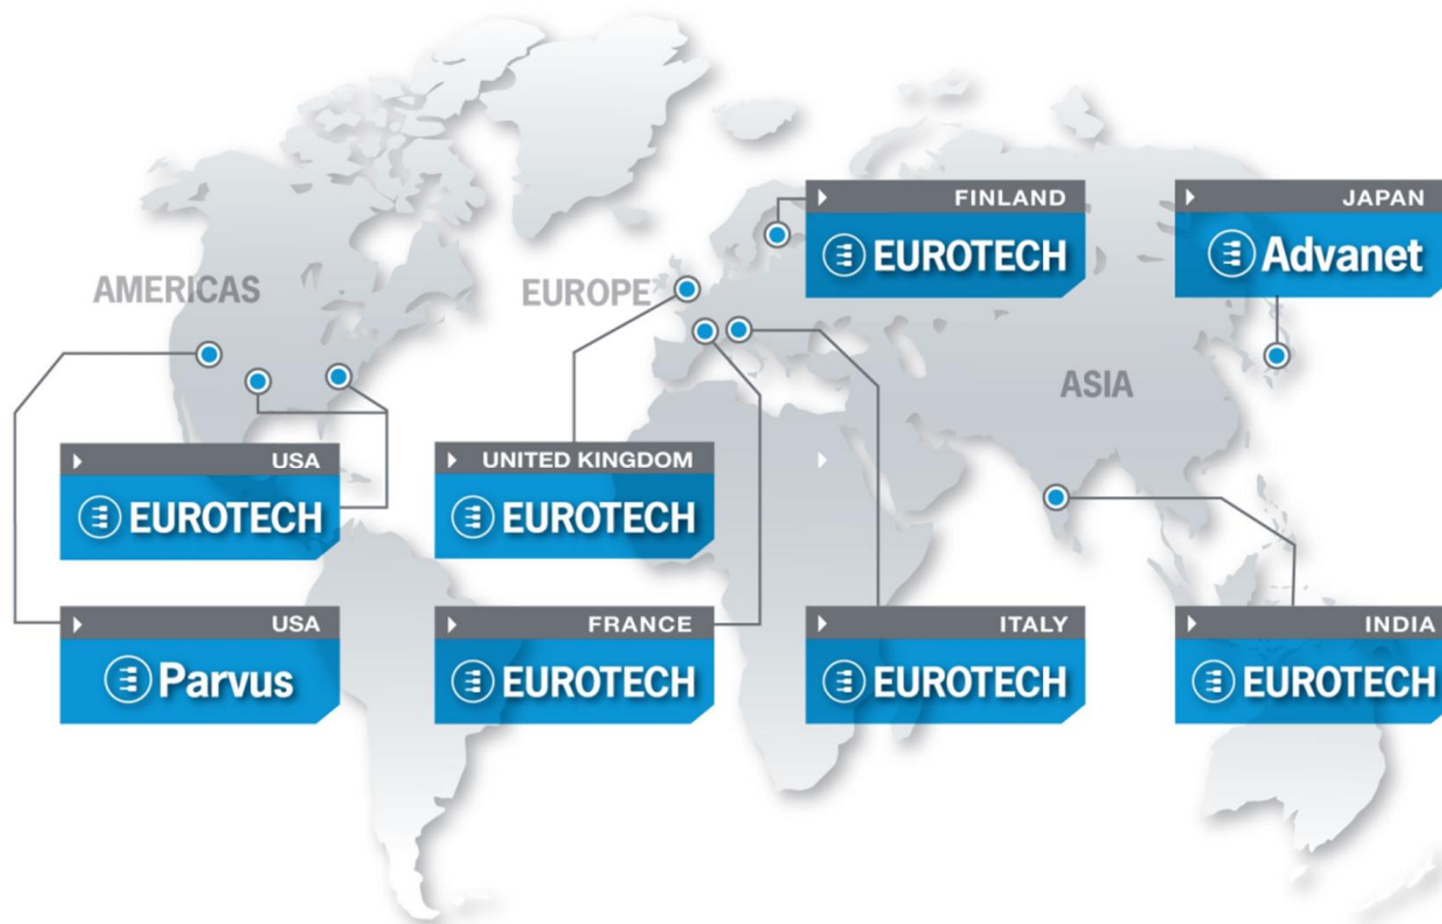 FINLAND
EUROTECH
JAPAN
Advanet
AMERICAS
EUROPE
ASIA
USA
EUROTECH
UNITED KINGDOM
EUROTECH
USA
Parvus
FRANCE
EUROTECH
ITALY
EUROTECH
INDIA
EUROTECH